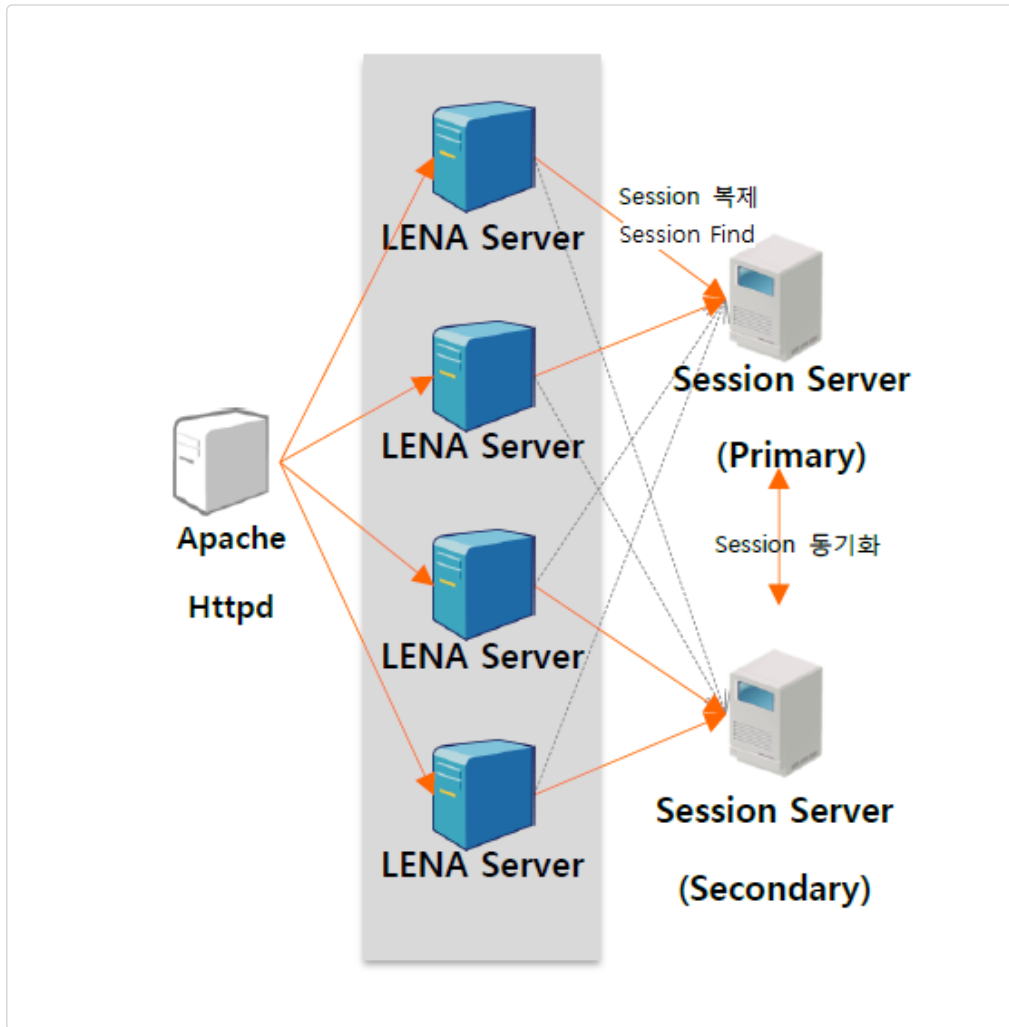 LENA Server
Session 복제
Session Find
LENA Server
Session Server
(Primary)
Apache
Httpd
Session 동기화
LENA Server
LENA Server
Session Server
(Secondary)